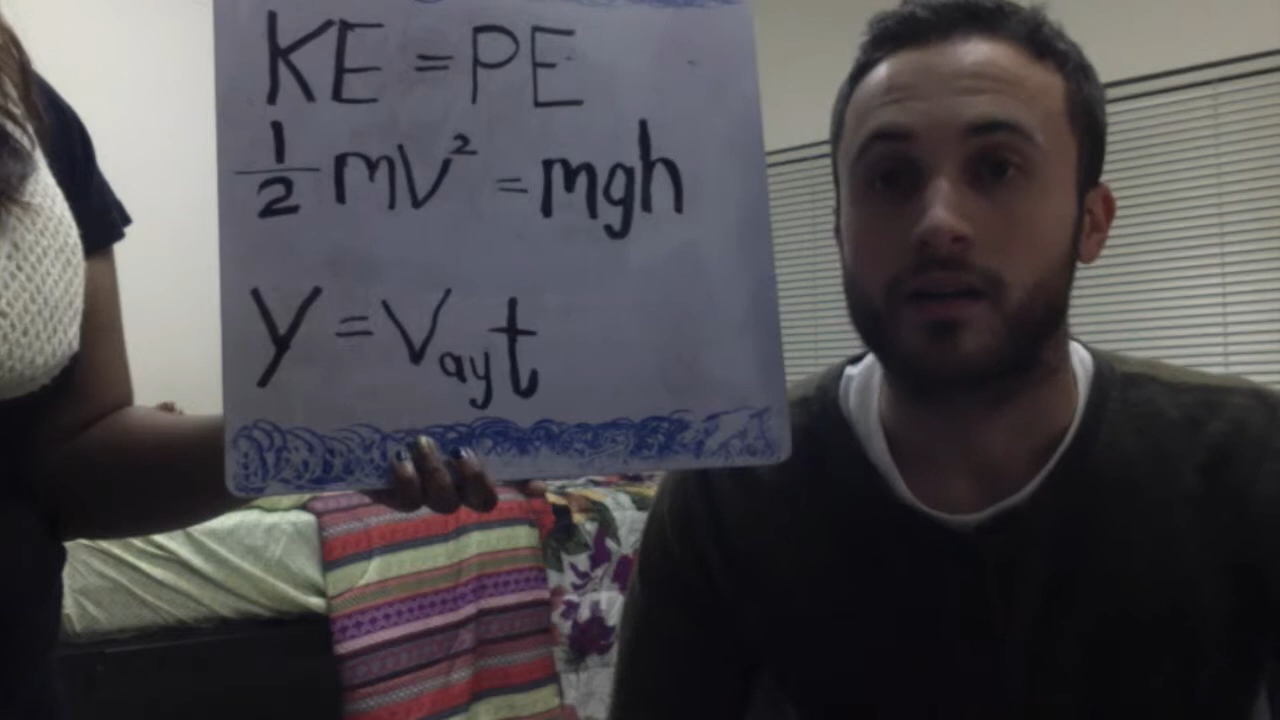 KE = PE
1/2 mV² = mgh
Y = Vayt